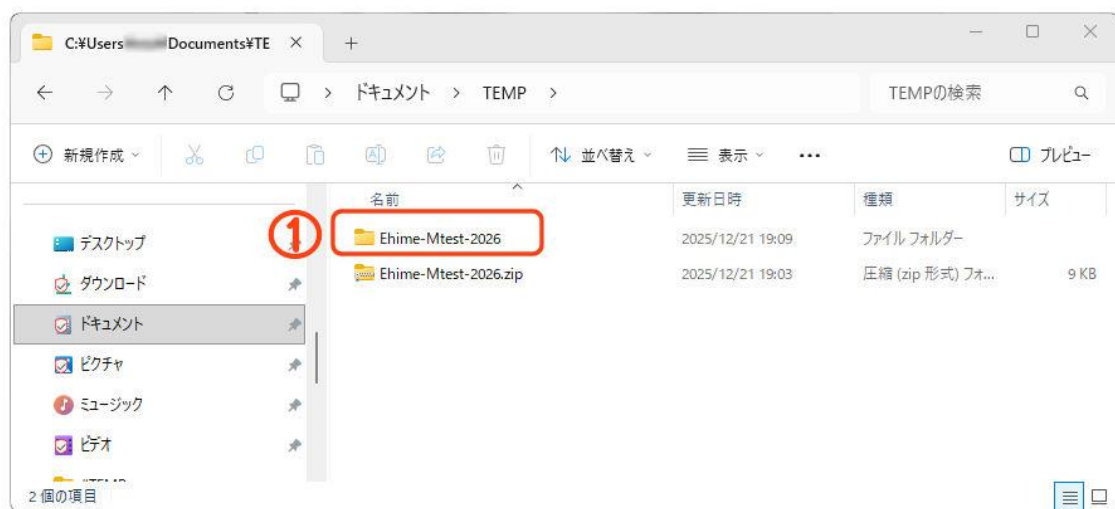 C:¥Users Documents¥TE
ドキュメント > TEMP >
TEMPの検索
新規作成
並べ替え
表示
プレビュー
名前 更新日時 種類 サイズ
①
Ehime-Mtest-2026 2025/12/21 19:09 ファイル フォルダー
Ehime-Mtest-2026.zip 2025/12/21 19:03 圧縮 (zip 形式) フォ... 9 KB
デスクトップ
ダウンロード
ドキュメント
ピクチャ
ミュージック
ビデオ
2 個の項目